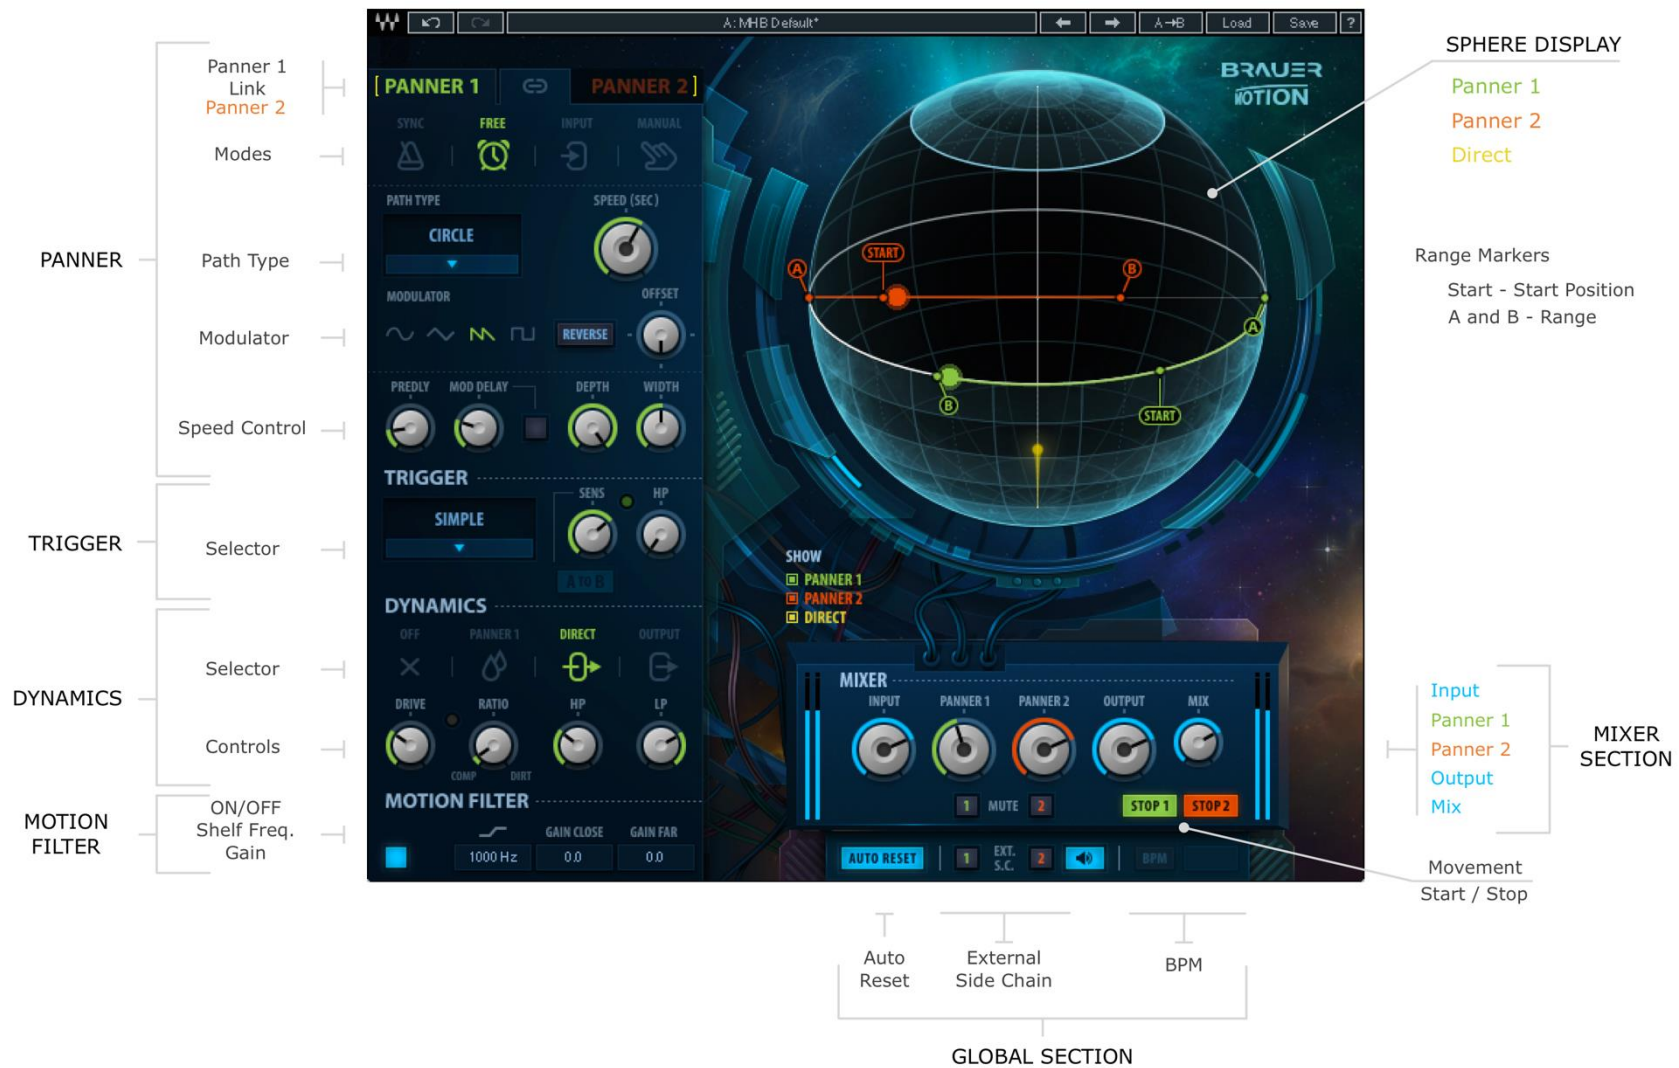 A: MHB Default*
A→B
Load
Save
?
PANNER
Panner 1
Link
Panner 2
Modes
Path Type
Modulator
Speed Control
TRIGGER
Selector
DYNAMICS
Selector
Controls
MOTION
FILTER
ON/OFF
Shelf Freq.
Gain
[PANNER 1
PANNER 2]
SYNC
FREE
INPUT
MANUAL
PATH TYPE
SPEED (SEC)
CIRCLE
MODULATOR
OFFSET
REVERSE
PREDLY
MOD DELAY
DEPTH
WIDTH
TRIGGER
SENS
HP
SIMPLE
A TO B
DYNAMICS
OFF
PANNER 1
DIRECT
OUTPUT
DRIVE
RATIO
HP
LP
COMP
DIRT
MOTION FILTER
GAIN CLOSE
GAIN FAR
1000 Hz
0.0
0.0
BRAUER
MOTION
A
START
B
A
B
START
SHOW
PANNER 1
PANNER 2
DIRECT
MIXER
INPUT
PANNER 1
PANNER 2
OUTPUT
MIX
1
MUTE
2
STOP 1
STOP 2
AUTO RESET
1
EXT.
S.C.
2
BPM
SPHERE DISPLAY
Panner 1
Panner 2
Direct
Range Markers
Start - Start Position
A and B - Range
Input
Panner 1
Panner 2
Output
Mix
MIXER
SECTION
Movement
Start / Stop
Auto
Reset
External
Side Chain
BPM
GLOBAL SECTION